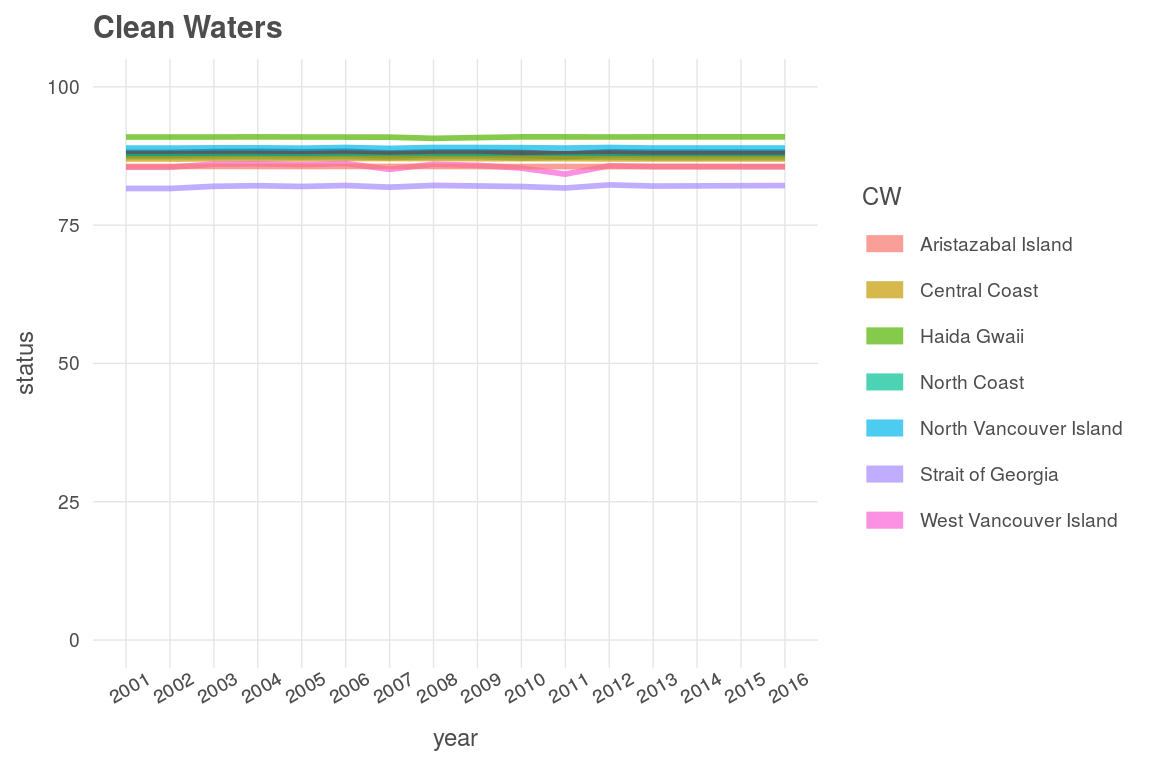 Clean Waters
100
75
50
25
0
status
2001 2002 2003 2004 2005 2006 2007 2008 2009 2010 2011 2012 2013 2014 2015 2016
year
CW
Aristazabal Island
Central Coast
Haida Gwaii
North Coast
North Vancouver Island
Strait of Georgia
West Vancouver Island